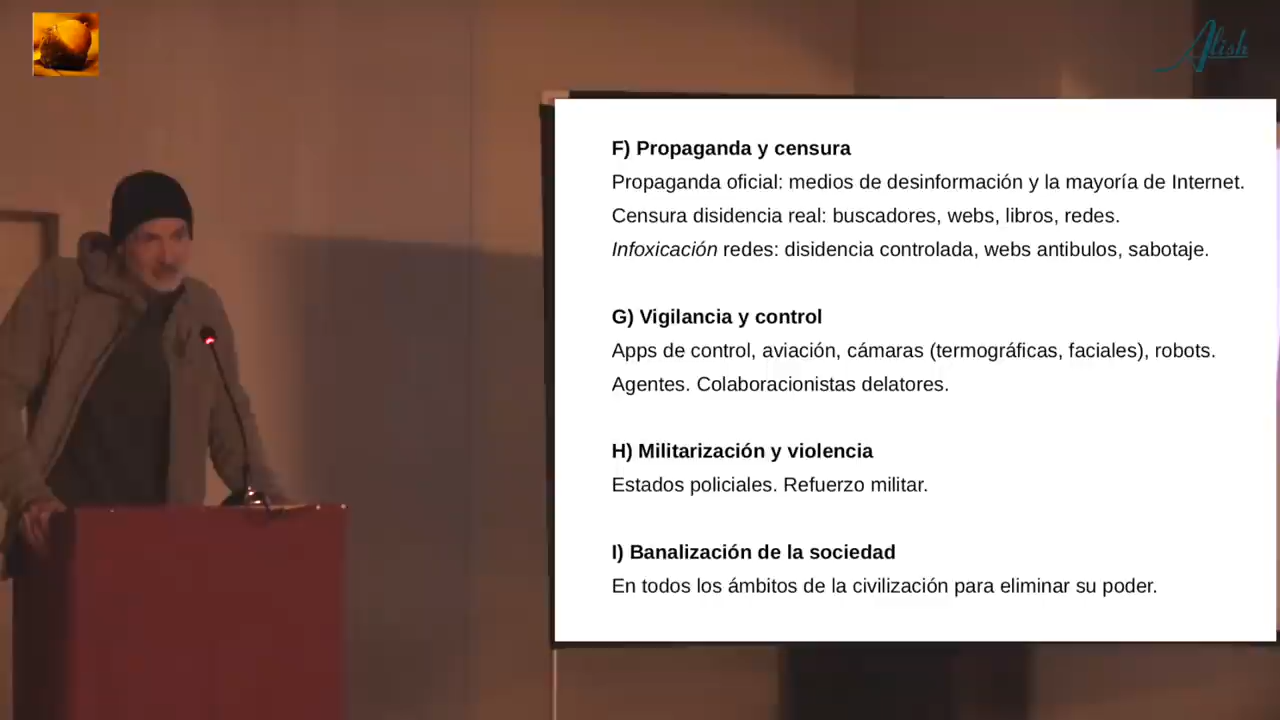 Alish
F) Propaganda y censura
Propaganda oficial: medios de desinformación y la mayoría de Internet.
Censura disidencia real: buscadores, webs, libros, redes.
Infoxicación redes: disidencia controlada, webs antibulos, sabotaje.
G) Vigilancia y control
Apps de control, aviación, cámaras (termográficas, faciales), robots.
Agentes. Colaboracionistas delatores.
H) Militarización y violencia
Estados policiales. Refuerzo militar.
I) Banalización de la sociedad
En todos los ámbitos de la civilización para eliminar su poder.